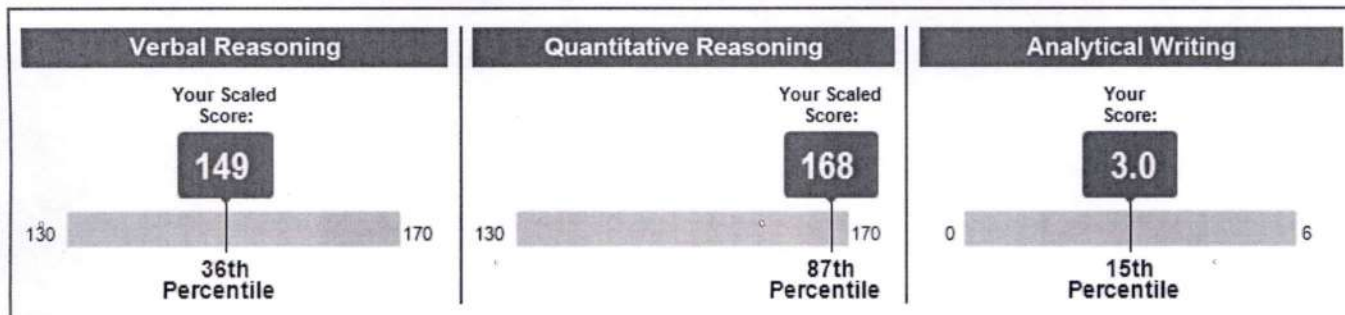 Verbal Reasoning
Your Scaled
Score:
149
130
170
36th
Percentile
Quantitative Reasoning
Your Scaled
Score:
168
130
170
87th
Percentile
Analytical Writing
Your
Score:
3.0
0
6
15th
Percentile